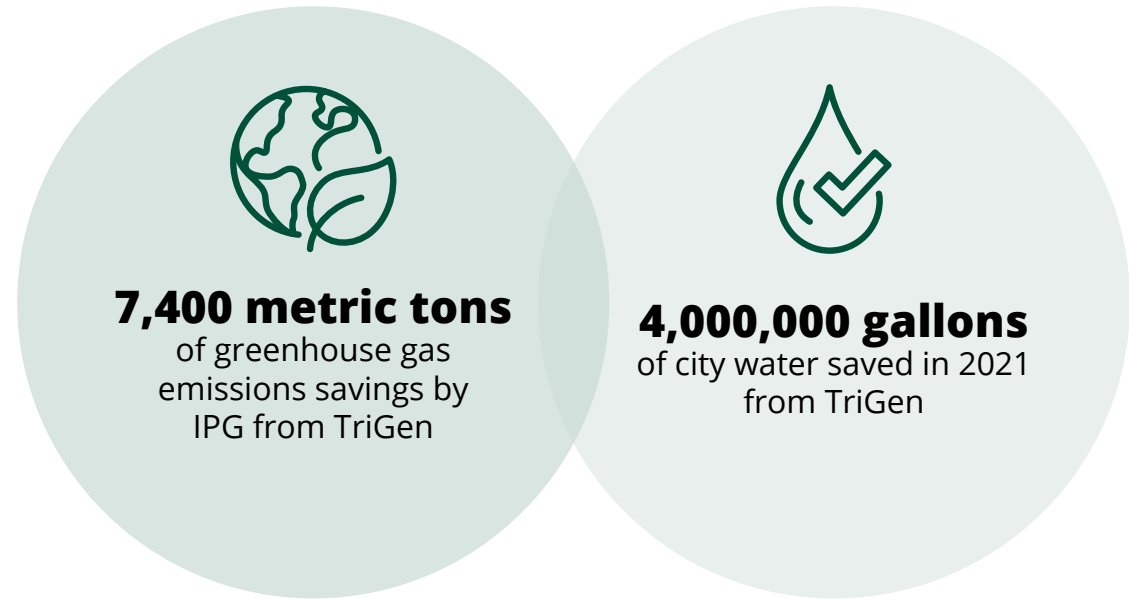 7,400 metric tons
of greenhouse gas
emissions savings by
IPG from TriGen
4,000,000 gallons
of city water saved in 2021
from TriGen